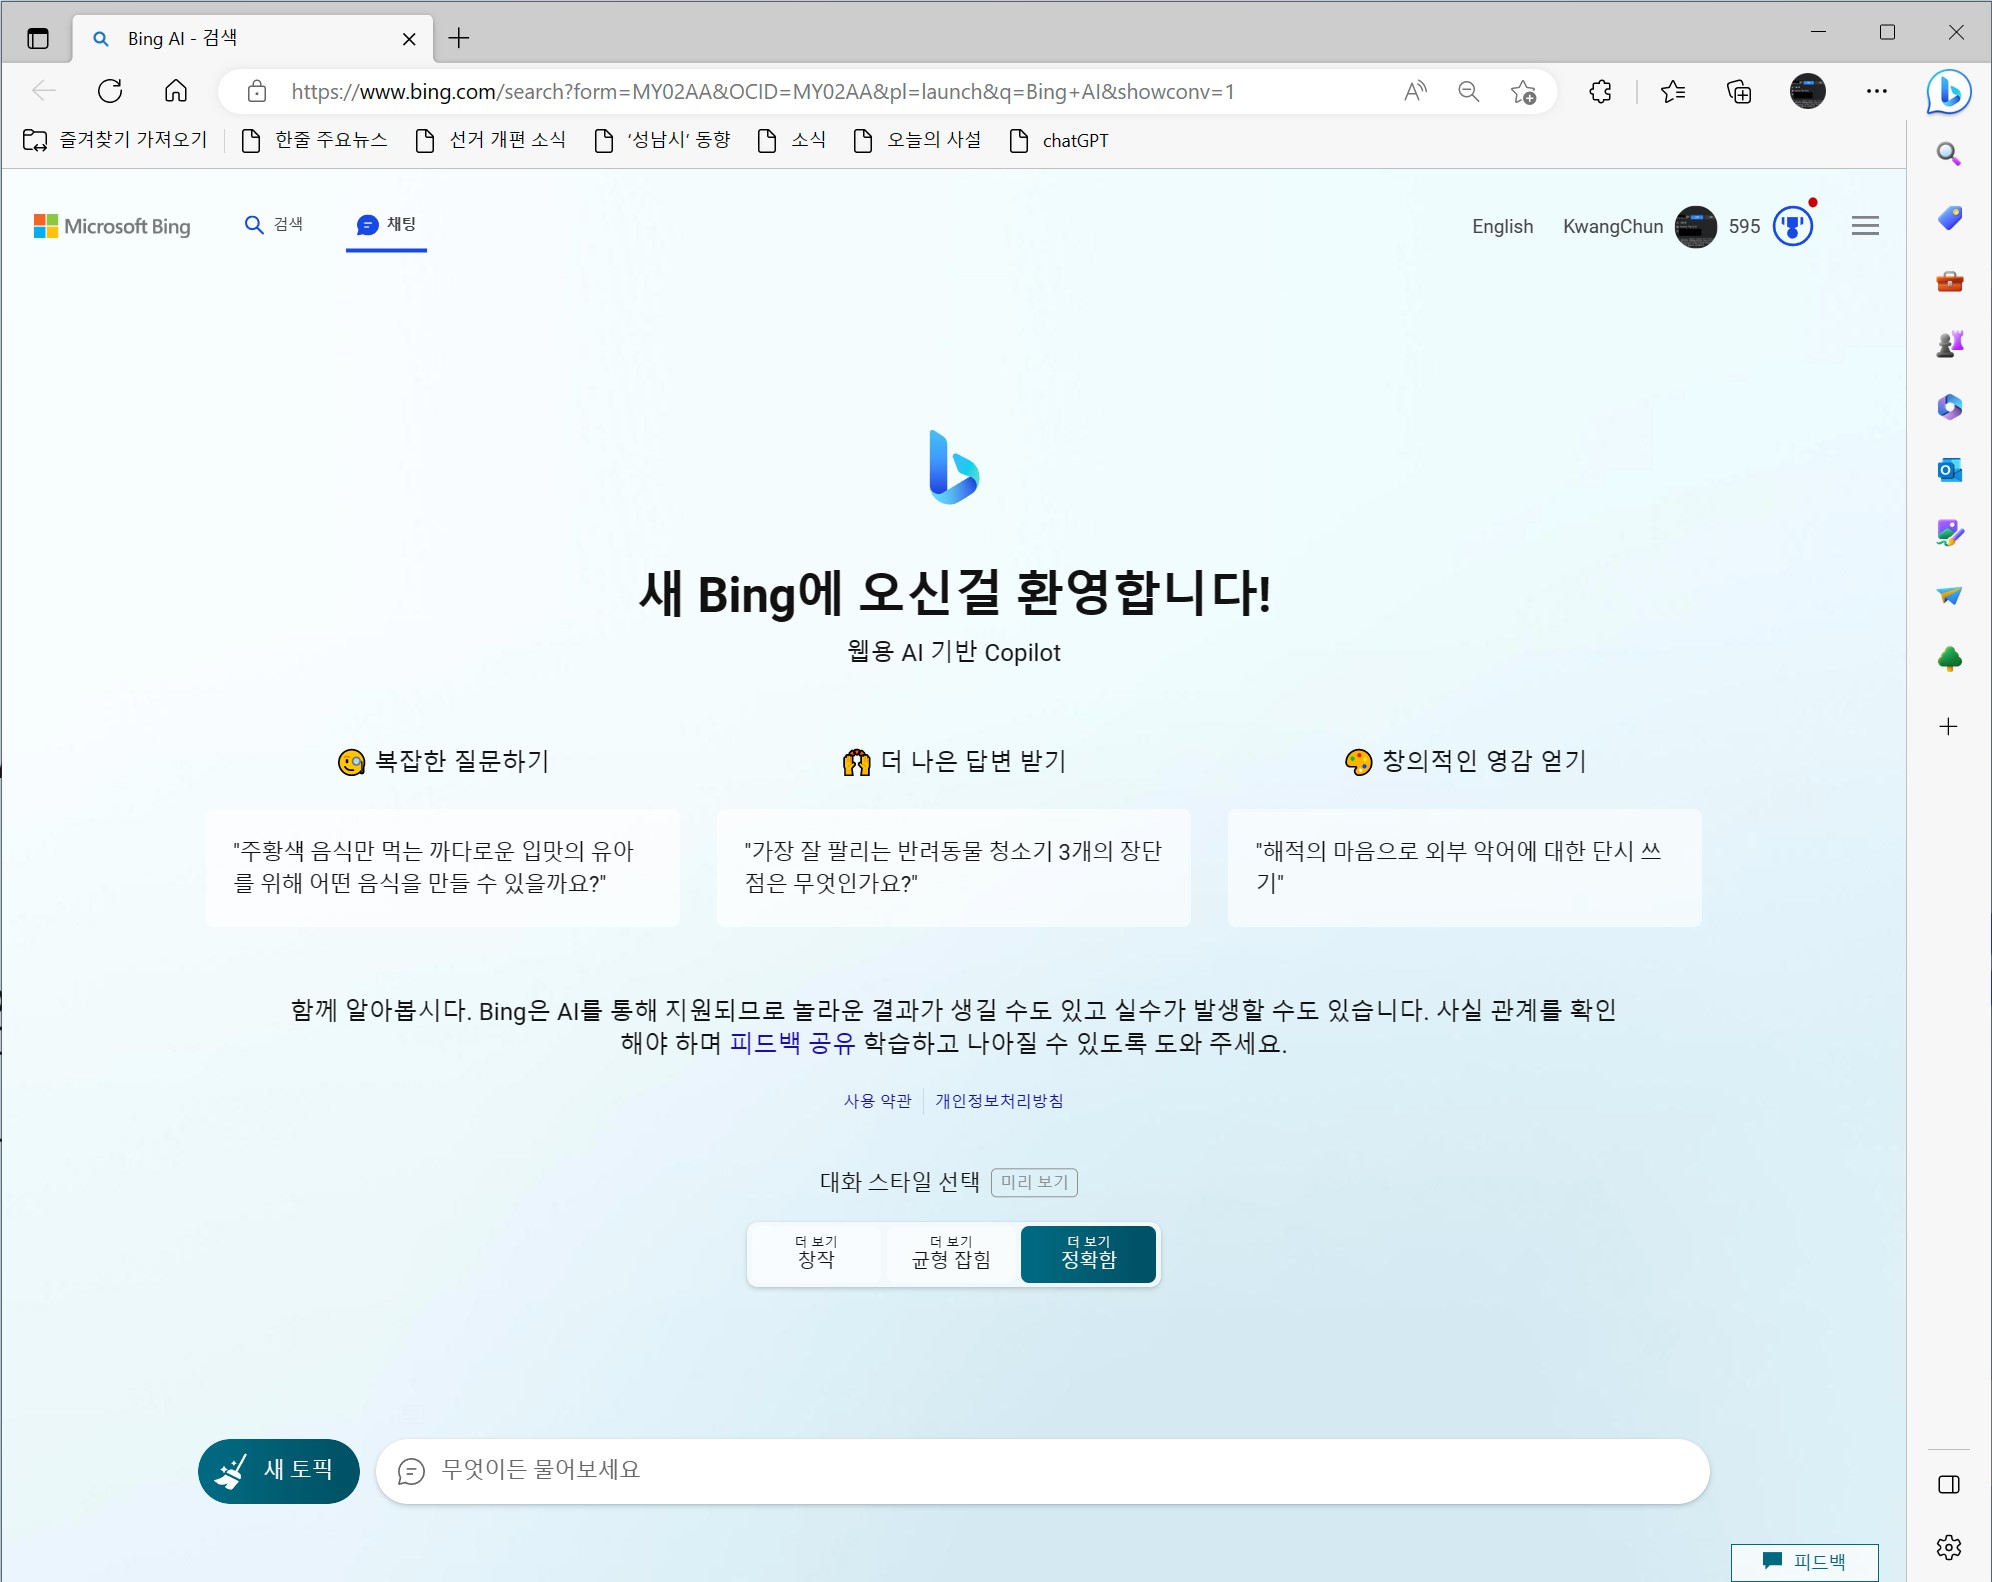 Bing AI - 검색
https://www.bing.com/search?form=MY02AA&OCID=MY02AA&pl=launch&q=Bing+AI&showconv=1
즐겨찾기 가져오기 한줄 주요뉴스 선거 개편 소식 '성남시' 동향 소식 오늘의 사설 chatGPT
Microsoft Bing 검색 채팅 English KwangChun 595
새 Bing에 오신걸 환영합니다!
웹용 AI 기반 Copilot
복잡한 질문하기
"주황색 음식만 먹는 까다로운 입맛의 유아
를 위해 어떤 음식을 만들 수 있을까요?"
더 나은 답변 받기
"가장 잘 팔리는 반려동물 청소기 3개의 장단
점은 무엇인가요?"
창의적인 영감 얻기
"해적의 마음으로 외부 악어에 대한 단시 쓰
기"
함께 알아봅시다. Bing은 AI를 통해 지원되므로 놀라운 결과가 생길 수도 있고 실수가 발생할 수도 있습니다. 사실 관계를 확인
해야 하며 피드백 공유 학습하고 나아질 수 있도록 도와 주세요.
사용 약관 개인정보처리방침
대화 스타일 선택 미리 보기
더 보기
창작
더 보기
균형 잡힘
더 보기
정확함
새 토픽
무엇이든 물어보세요
피드백